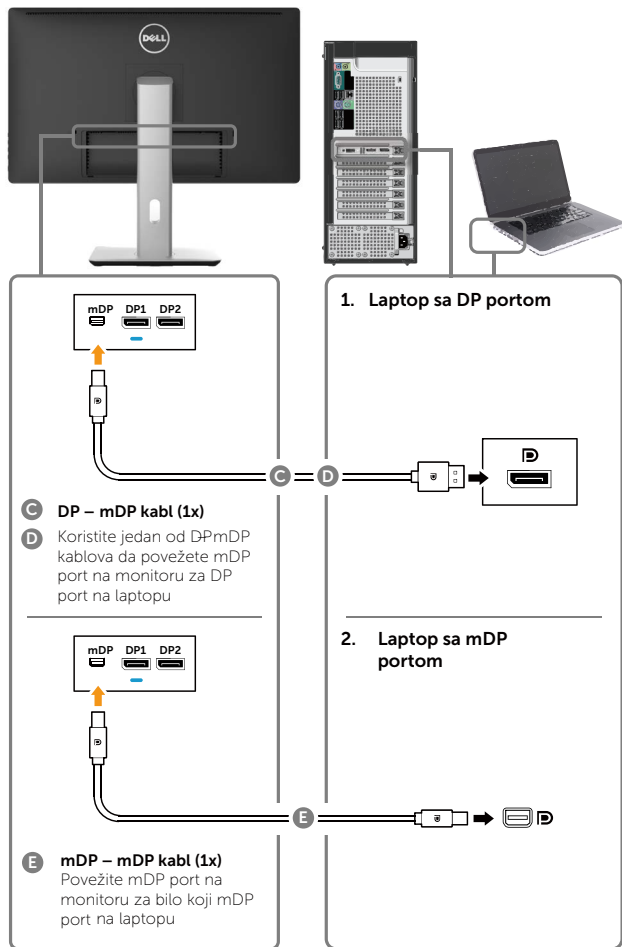 DELL
mDP DP1 DP2
1. Laptop sa DP portom
C D
C DP – mDP kabl (1x)
D Koristite jedan od DP–mDP
kablova da povežete mDP
port na monitoru za DP
port na laptopu
mDP DP1 DP2
2. Laptop sa mDP
portom
E
E mDP – mDP kabl (1x)
Povežite mDP port na
monitoru za bilo koji mDP
port na laptopu